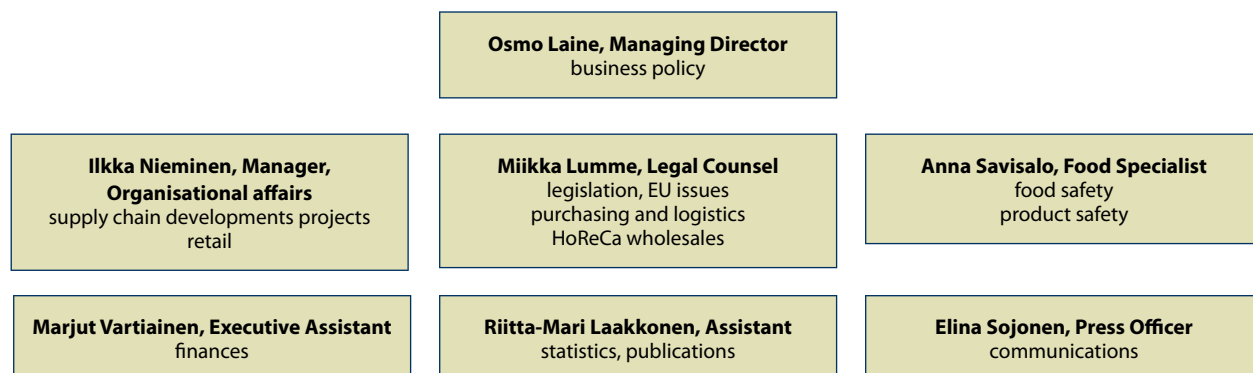 Osmo Laine, Managing Director
business policy
Ilkka Nieminen, Manager,
Organisational affairs
supply chain developments projects
retail
Miikka Lumme, Legal Counsel
legislation, EU issues
purchasing and logistics
HoReCa wholesales
Anna Savisalo, Food Specialist
food safety
product safety
Marjut Vartiainen, Executive Assistant
finances
Riitta-Mari Laakkonen, Assistant
statistics, publications
Elina Sojonen, Press Officer
communications